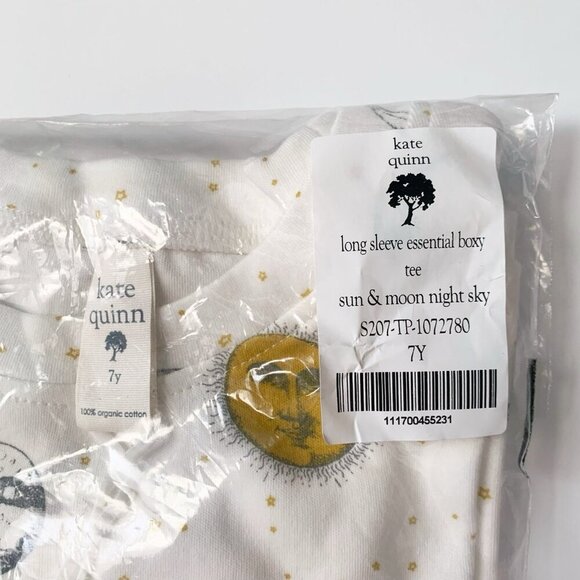 kate
quinn
long sleeve essential boxy
tee
sun & moon night sky
S207-TP-1072780
7Y
111700455231
kate
quinn
7y
100% organic cotton